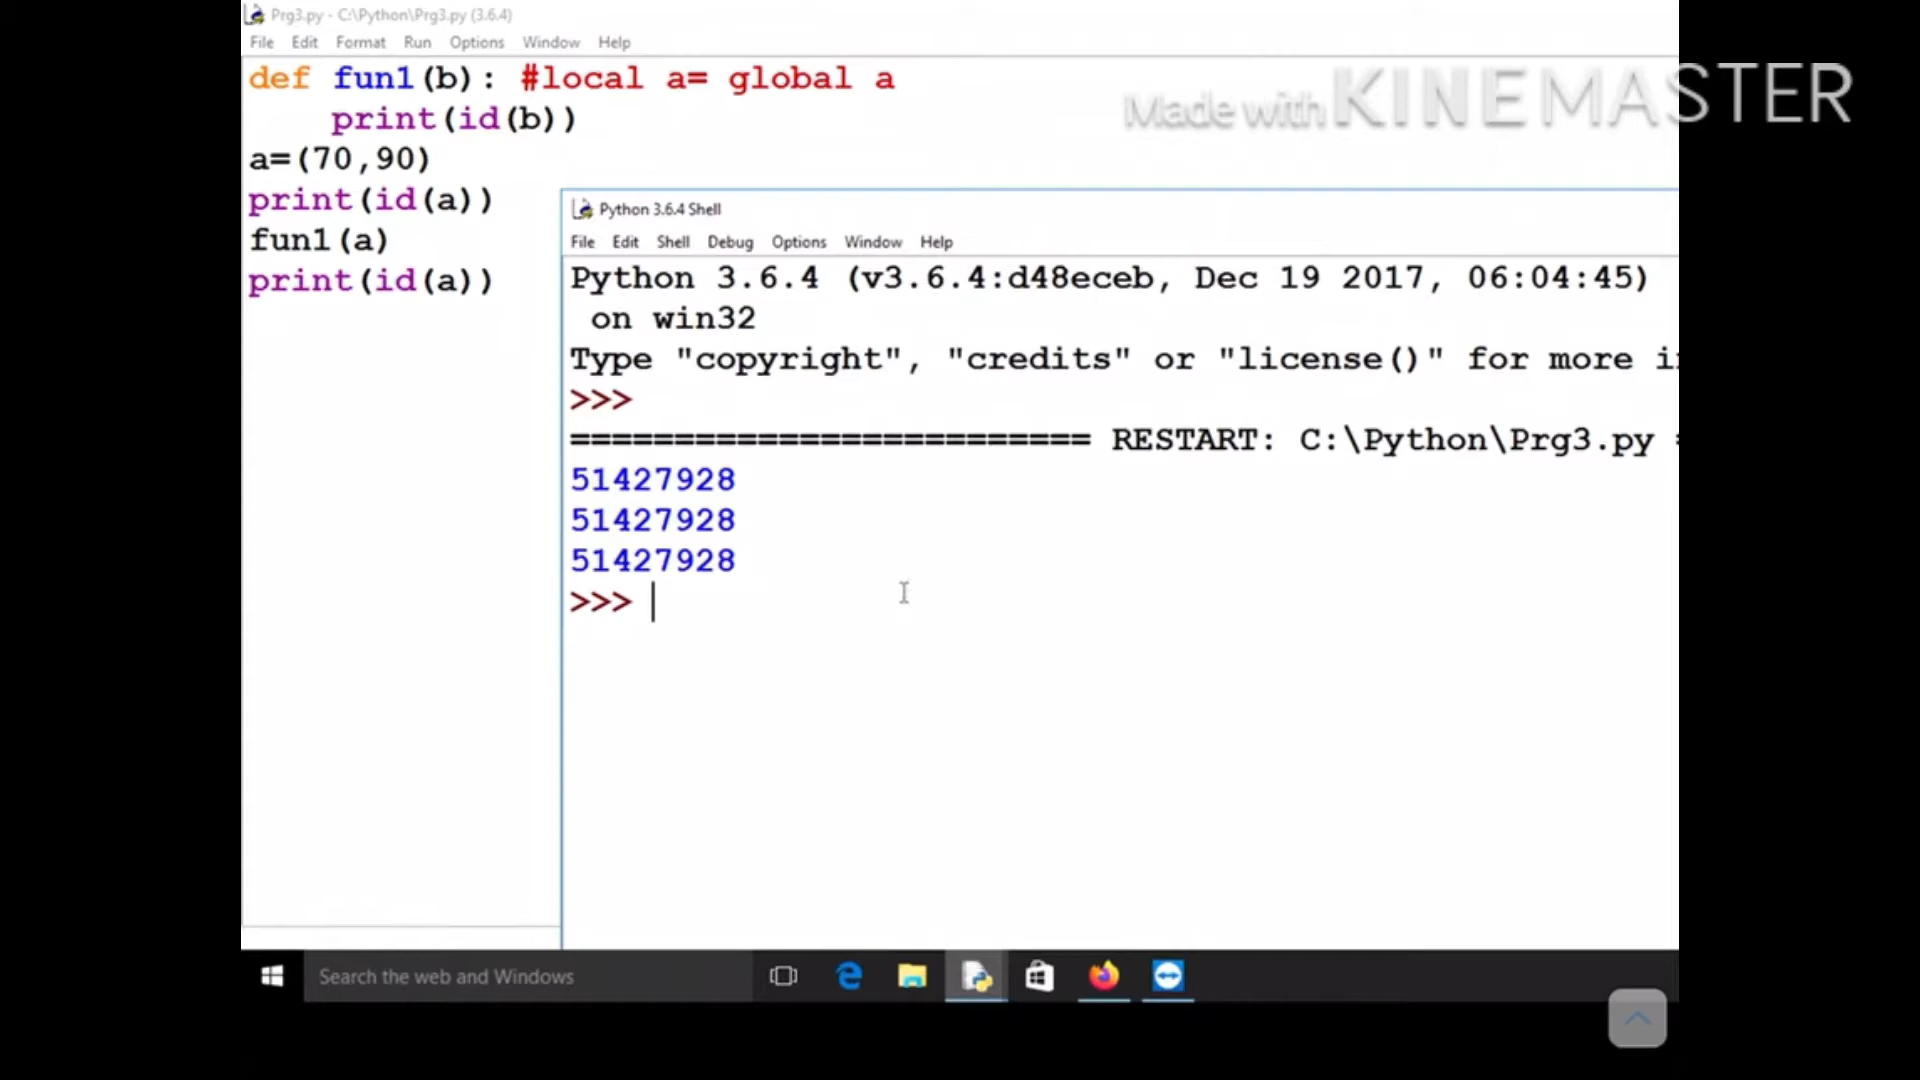 Prg3.py - C:\Python\Prg3.py (3.6.4)
File Edit Format Run Options Window Help
def fun1(b): #local a= global a
    print(id(b))
a=(70,90)
print(id(a))
fun1(a)
print(id(a))
Made with KINEMASTER
Python 3.6.4 Shell
File Edit Shell Debug Options Window Help
Python 3.6.4 (v3.6.4:d48eceb, Dec 19 2017, 06:04:45)
on win32
Type "copyright", "credits" or "license()" for more
>>>
========================= RESTART: C:\Python\Prg3.py =
51427928
51427928
51427928
>>>
Search the web and Windows